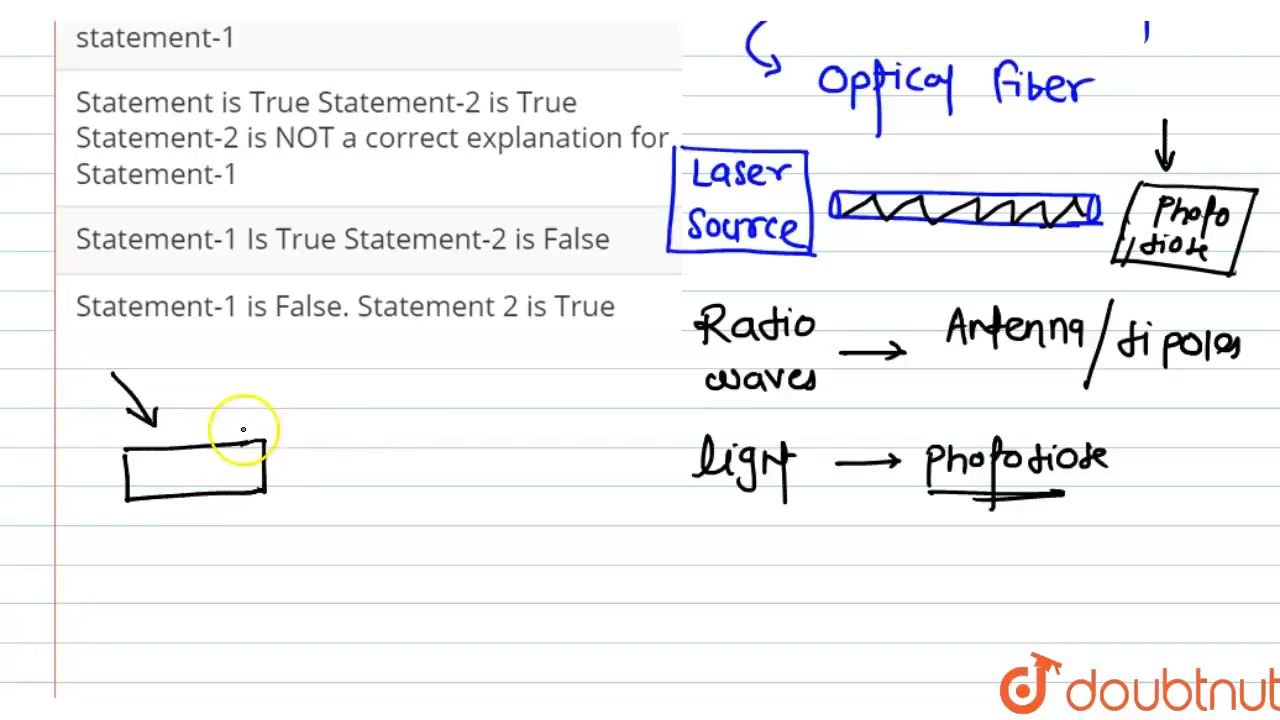 statement-1
Statement is True Statement-2 is True
Statement-2 is NOT a correct explanation for
Statement-1
Statement-1 Is True Statement-2 is False
Statement-1 is False. Statement 2 is True
Optical fiber
Laser
Source
Photo
diode
Radio
waves
Antenna/dipoles
light
Photodiode
doubtnut